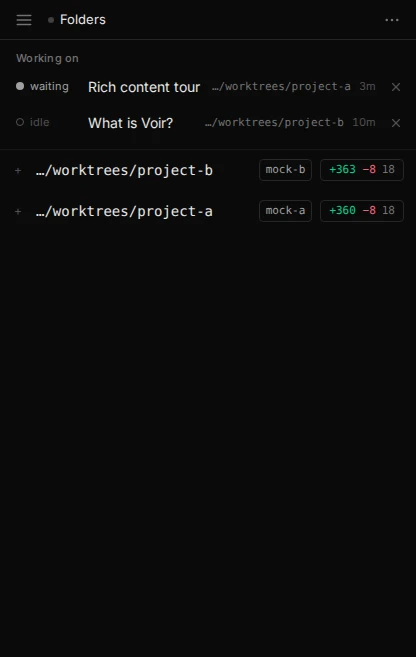 Folders
Working on
waiting Rich content tour …/worktrees/project-a 3m
idle What is Voir? …/worktrees/project-b 10m
+ …/worktrees/project-b mock-b +363 −8 18
+ …/worktrees/project-a mock-a +360 −8 18